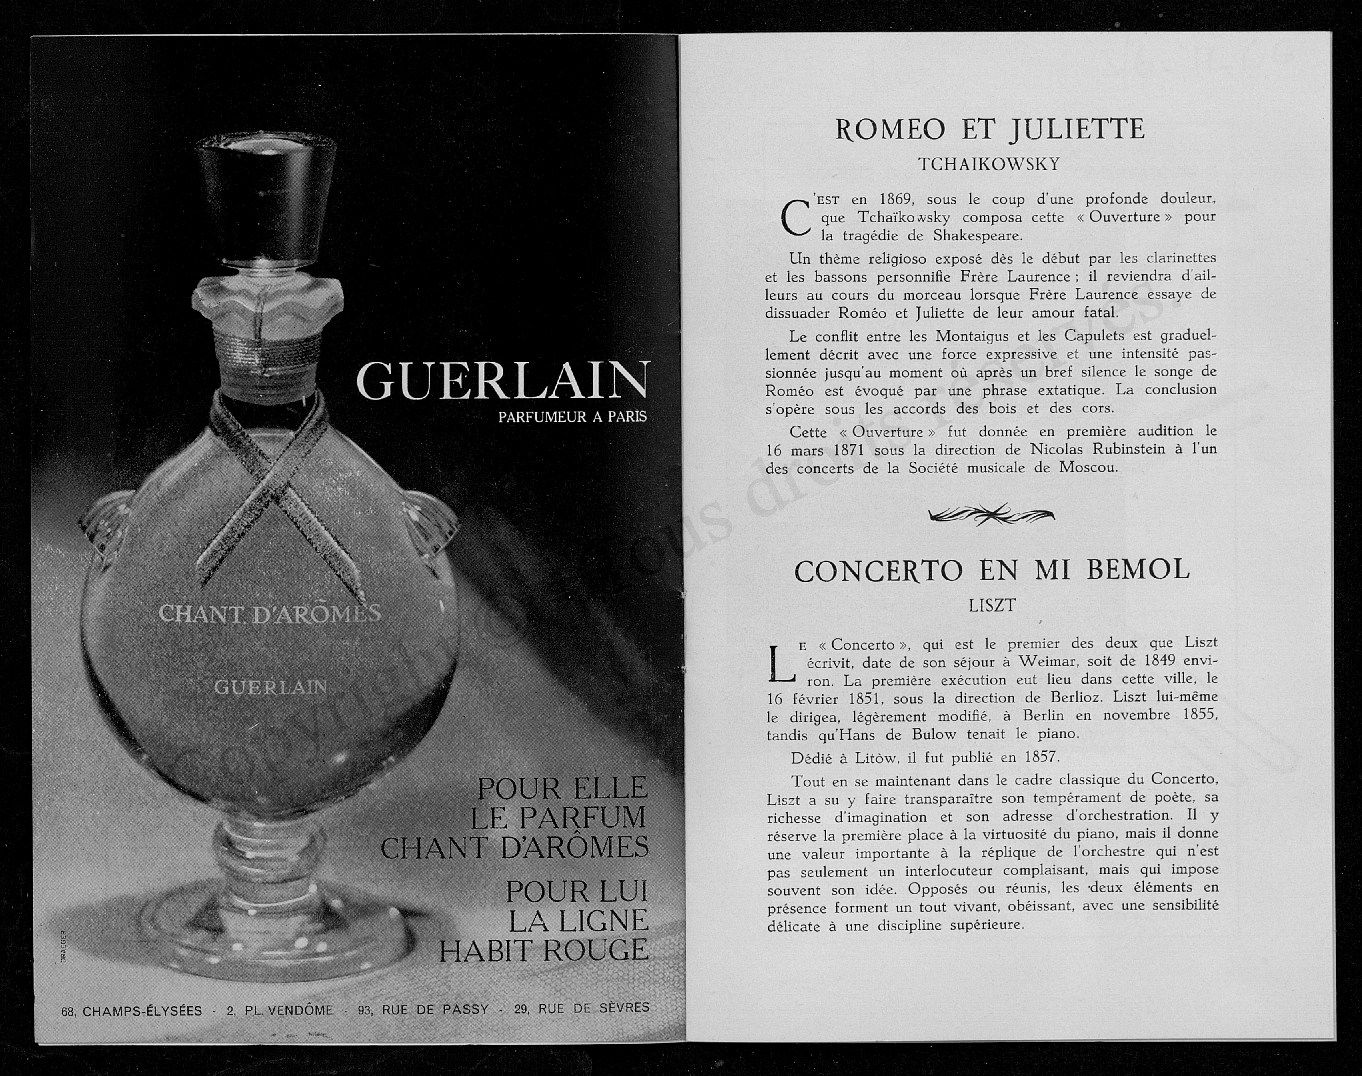 GUERLAIN
PARFUMEUR A PARIS
CHANT D'ARÔMES
GUERLAIN
POUR ELLE
LE PARFUM
CHANT D'ARÔMES
POUR LUI
LA LIGNE
HABIT ROUGE
DRAEGER
68, CHAMPS-ÉLYSÉES - 2, PL. VENDÔME - 93, RUE DE PASSY - 29, RUE DE SÈVRES
ROMEO ET JULIETTE
TCHAIKOWSKY
C'EST en 1869, sous le coup d'une profonde douleur,
que Tchaïkowsky composa cette « Ouverture » pour
la tragédie de Shakespeare.
Un thème religioso exposé dès le début par les clarinettes
et les bassons personnifie Frère Laurence ; il reviendra d'ail-
leurs au cours du morceau lorsque Frère Laurence essaye de
dissuader Roméo et Juliette de leur amour fatal.
Le conflit entre les Montaigus et les Capulets est graduel-
lement décrit avec une force expressive et une intensité pas-
sionnée jusqu'au moment où après un bref silence le songe de
Roméo est évoqué par une phrase extatique. La conclusion
s'opère sous les accords des bois et des cors.
Cette « Ouverture » fut donnée en première audition le
16 mars 1871 sous la direction de Nicolas Rubinstein à l'un
des concerts de la Société musicale de Moscou.
CONCERTO EN MI BEMOL
LISZT
LE « Concerto », qui est le premier des deux que Liszt
écrivit, date de son séjour à Weimar, soit de 1849 envi-
ron. La première exécution eut lieu dans cette ville, le
16 février 1851, sous la direction de Berlioz. Liszt lui-même
le dirigea, légèrement modifié, à Berlin en novembre 1855,
tandis qu'Hans de Bulow tenait le piano.
Dédié à Litòw, il fut publié en 1857.
Tout en se maintenant dans le cadre classique du Concerto,
Liszt a su y faire transparaître son tempérament de poète, sa
richesse d'imagination et son adresse d'orchestration. Il y
réserve la première place à la virtuosité du piano, mais il donne
une valeur importante à la réplique de l'orchestre qui n'est
pas seulement un interlocuteur complaisant, mais qui impose
souvent son idée. Opposés ou réunis, les deux éléments en
présence forment un tout vivant, obéissant, avec une sensibilité
délicate à une discipline supérieure.